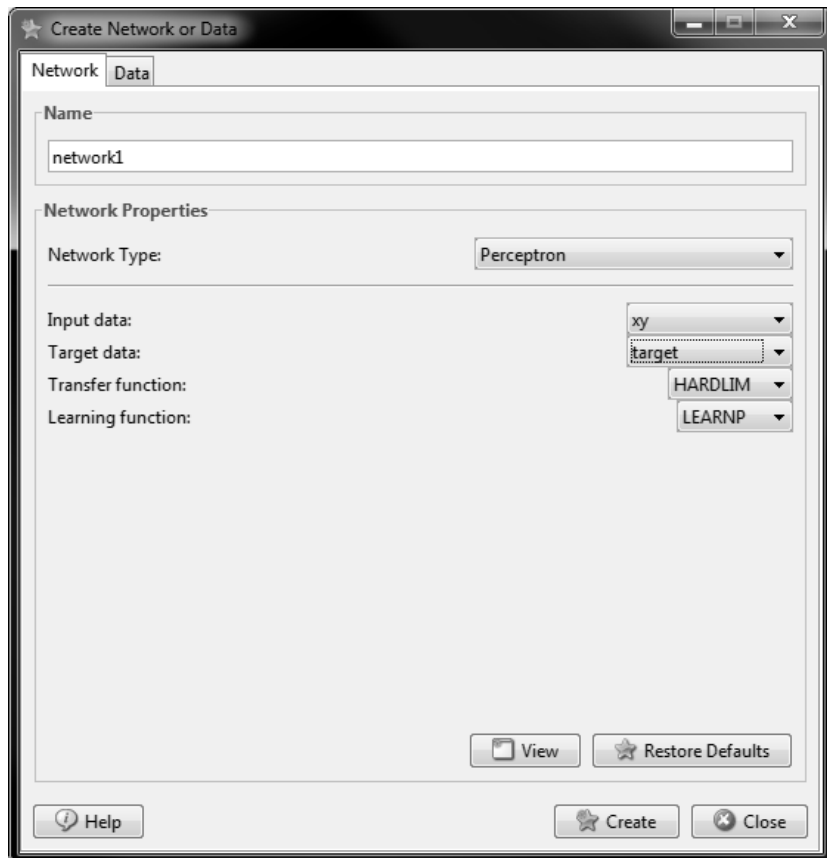 Create Network or Data
Network Data
Name
network1
Network Properties
Network Type: Perceptron
Input data: xy
Target data: target
Transfer function: HARDLIM
Learning function: LEARNP
View Restore Defaults
Help Create Close